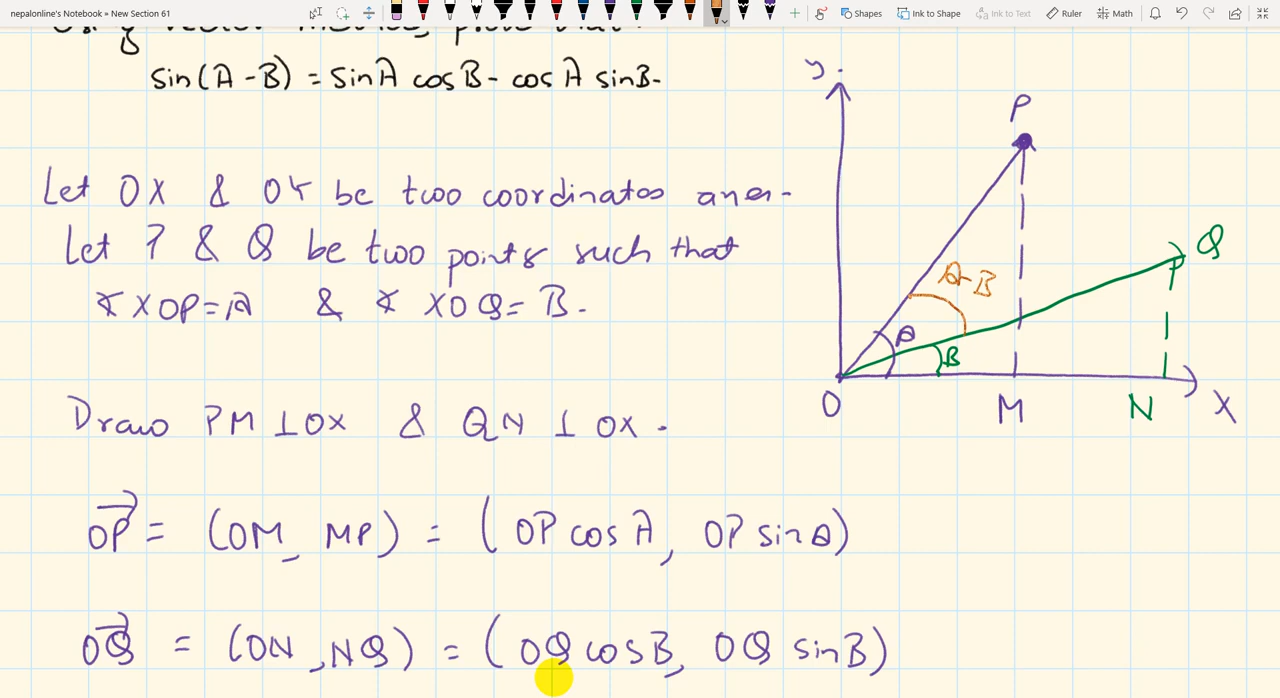 nepalonline's Notebook » New Section 61
Shapes Ink to Shape Ink to Text Ruler Math
prove that
sin(A - B) = sinA cosB - cosA sinB.
y
P
Let OX & OY be two coordinates axes.
Let P & Q be two points such that
∡ XOP = A & ∡ XOQ = B.
Q
A-B
A
B
O M N X
Draw PM ⊥ OX & QN ⊥ OX.
OP⃗ = (OM, MP) = (OP cosA, OP sinA)
OQ⃗ = (ON, NQ) = (OQ cosB, OQ sinB)